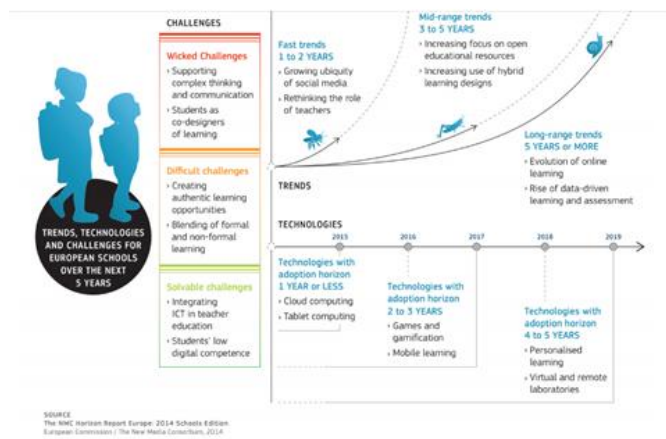 CHALLENGES
Wicked Challenges
› Supporting
complex thinking
and communication
› Students as
co-designers
of learning
Difficult challenges
› Creating
authentic learning
opportunities
› Blending of formal
and non-formal
learning
Solvable challenges
› Integrating
ICT in teacher
education
› Students' low
digital competence
TRENDS, TECHNOLOGIES
AND CHALLENGES FOR
EUROPEAN SCHOOLS
OVER THE NEXT
5 YEARS
Fast trends
1 to 2 YEARS
› Growing ubiquity
of social media
› Rethinking the role
of teachers
Mid-range trends
3 to 5 YEARS
› Increasing focus on open
educational resources
› Increasing use of hybrid
learning designs
Long-range trends
5 YEARS or MORE
› Evolution of online
learning
› Rise of data-driven
learning and assessment
TRENDS
TECHNOLOGIES
2015
2016
2017
2018
2019
Technologies with
adoption horizon
1 YEAR or LESS
› Cloud computing
› Tablet computing
Technologies with
adoption horizon
2 to 3 YEARS
› Games and
gamification
› Mobile learning
Technologies with
adoption horizon
4 to 5 YEARS
› Personalised
learning
› Virtual and remote
laboratories
SOURCE
The NMC Horizon Report Europe: 2014 Schools Edition
European Commission | The New Media Consortium, 2014